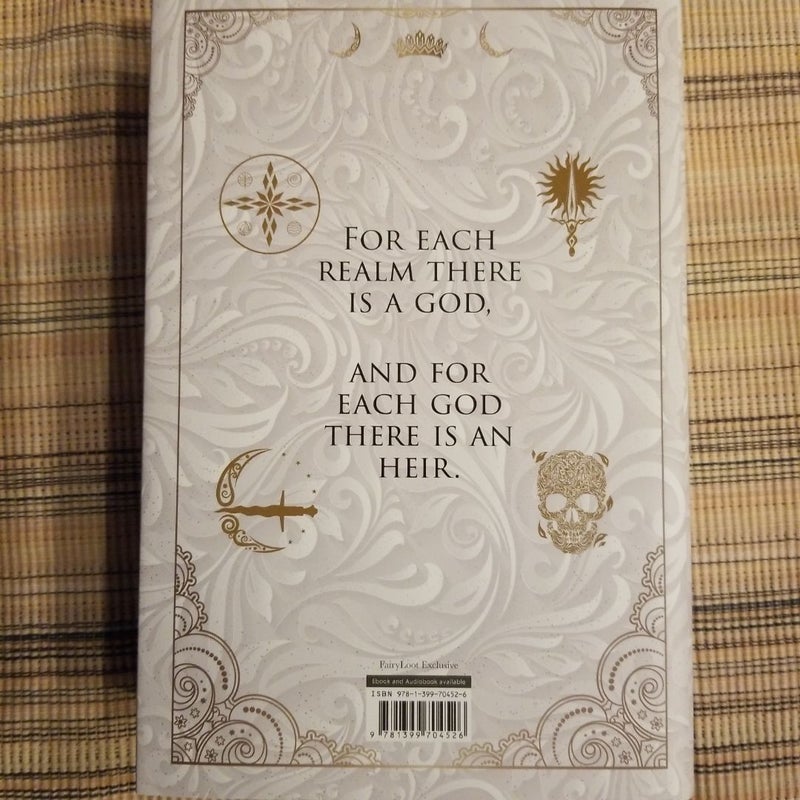 FOR EACH
REALM THERE
IS A GOD,
AND FOR
EACH GOD
THERE IS AN
HEIR.
FairyLoot Exclusive
Ebook and Audiobook available
ISBN 978-1-399-70452-6
9 781399 704526